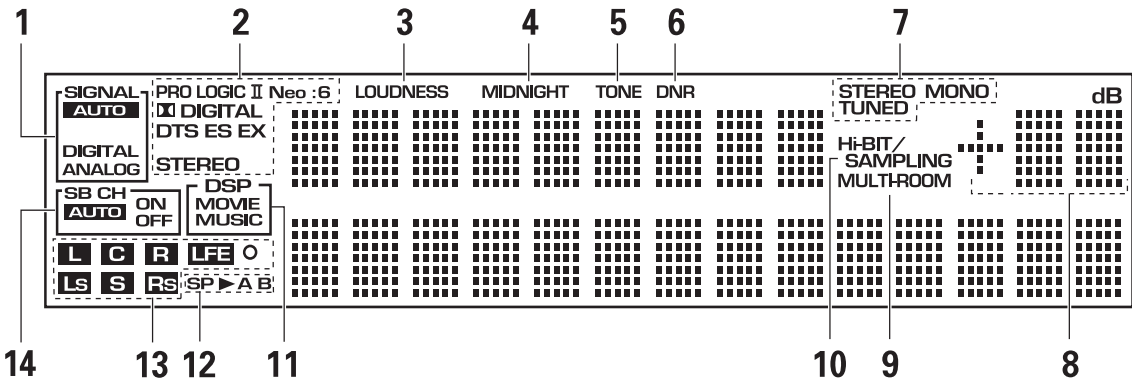 1 2 3 4 5 6 7
SIGNAL PRO LOGIC II Neo :6 LOUDNESS MIDNIGHT TONE DNR STEREO MONO dB
AUTO DIGITAL TUNED
DTS ES EX
DIGITAL STEREO Hi-BIT/
ANALOG SAMPLING
SB CH DSP MULTI-ROOM
AUTO ON MOVIE
OFF MUSIC
L C R LFE O
Ls S Rs SP ▶ A B
14 13 12 11 10 9 8